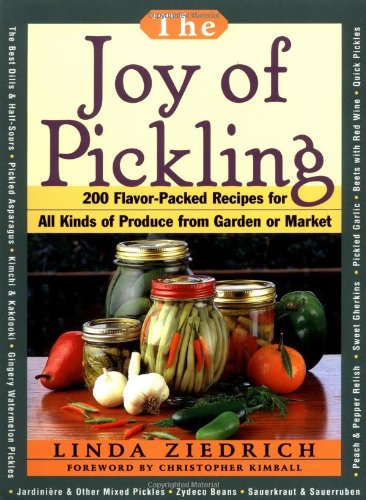 The
Joy of
Pickling
200 Flavor-Packed Recipes for
All Kinds of Produce from Garden or Market
LINDA ZIEDRICH
FOREWORD BY CHRISTOPHER KIMBALL
The Best Dills & Half-Sours • Pickled Asparagus • Kimchi & Kakdooki • Gingery Watermelon Pickles
• Jardinière & Other Mixed Pickles • Zydeco Beans • Sauerkraut & Sauerruben
Peach & Pepper Relish • Sweet Gherkins • Pickled Garlic • Beets with Red Wine • Quick Pickles